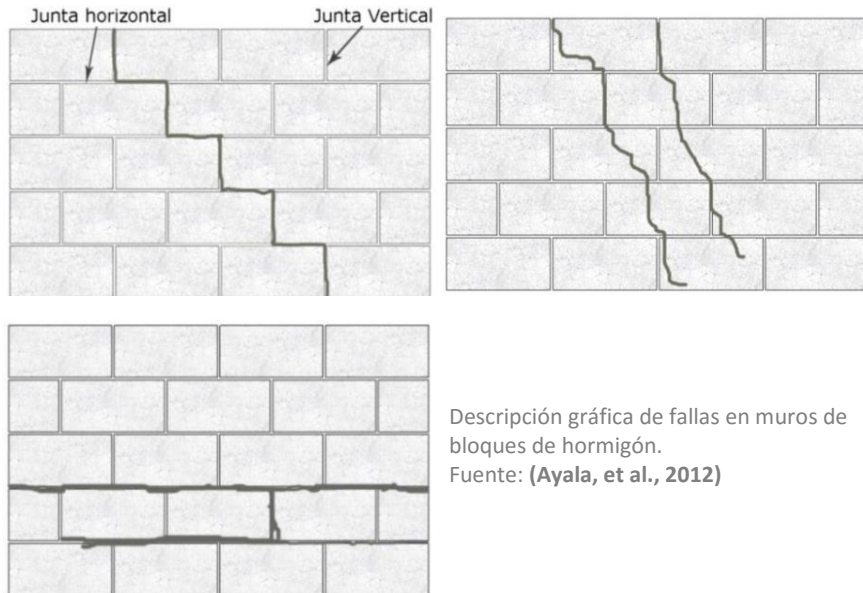 Junta horizontal
Junta Vertical
Descripción gráfica de fallas en muros de
bloques de hormigón.
Fuente: (Ayala, et al., 2012)